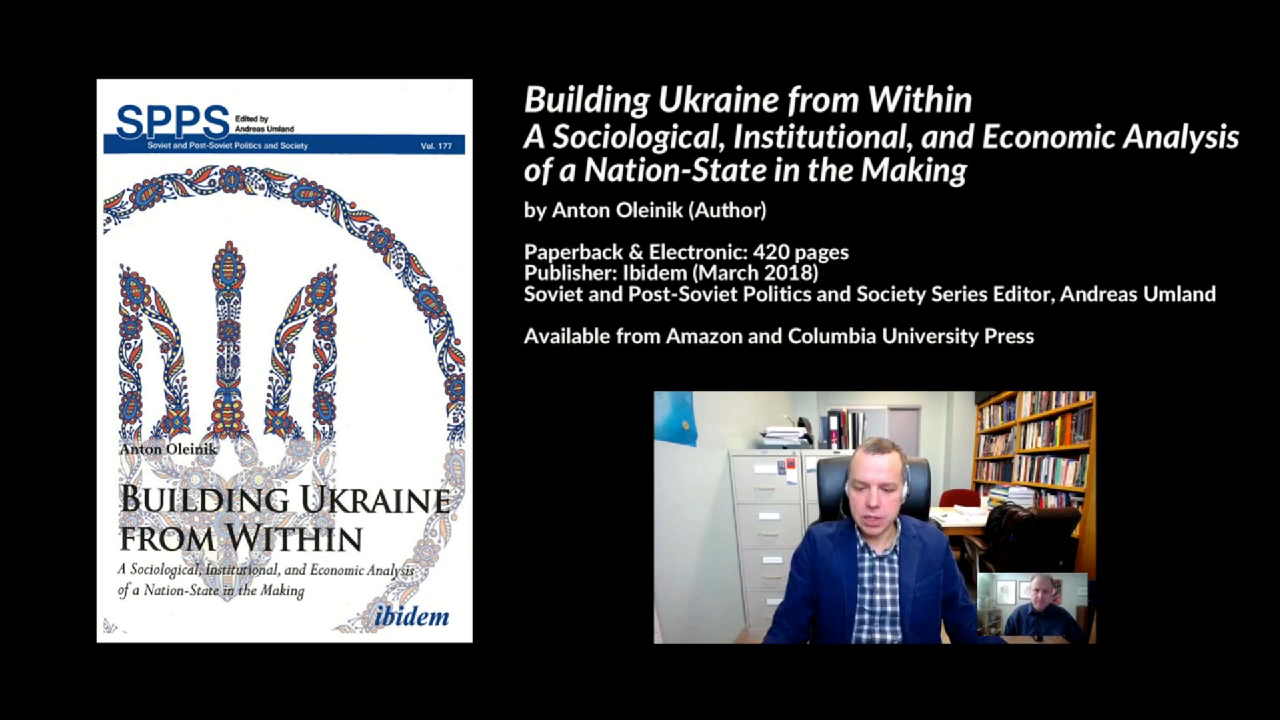 SPPS
Edited by
Andreas Umland
Soviet and Post-Soviet Politics and Society
Vol. 177
Anton Oleinik
BUILDING UKRAINE
FROM WITHIN
A Sociological, Institutional, and Economic Analysis
of a Nation-State in the Making
ibidem
Building Ukraine from Within
A Sociological, Institutional, and Economic Analysis
of a Nation-State in the Making
by Anton Oleinik (Author)
Paperback & Electronic: 420 pages
Publisher: Ibidem (March 2018)
Soviet and Post-Soviet Politics and Society Series Editor, Andreas Umland
Available from Amazon and Columbia University Press